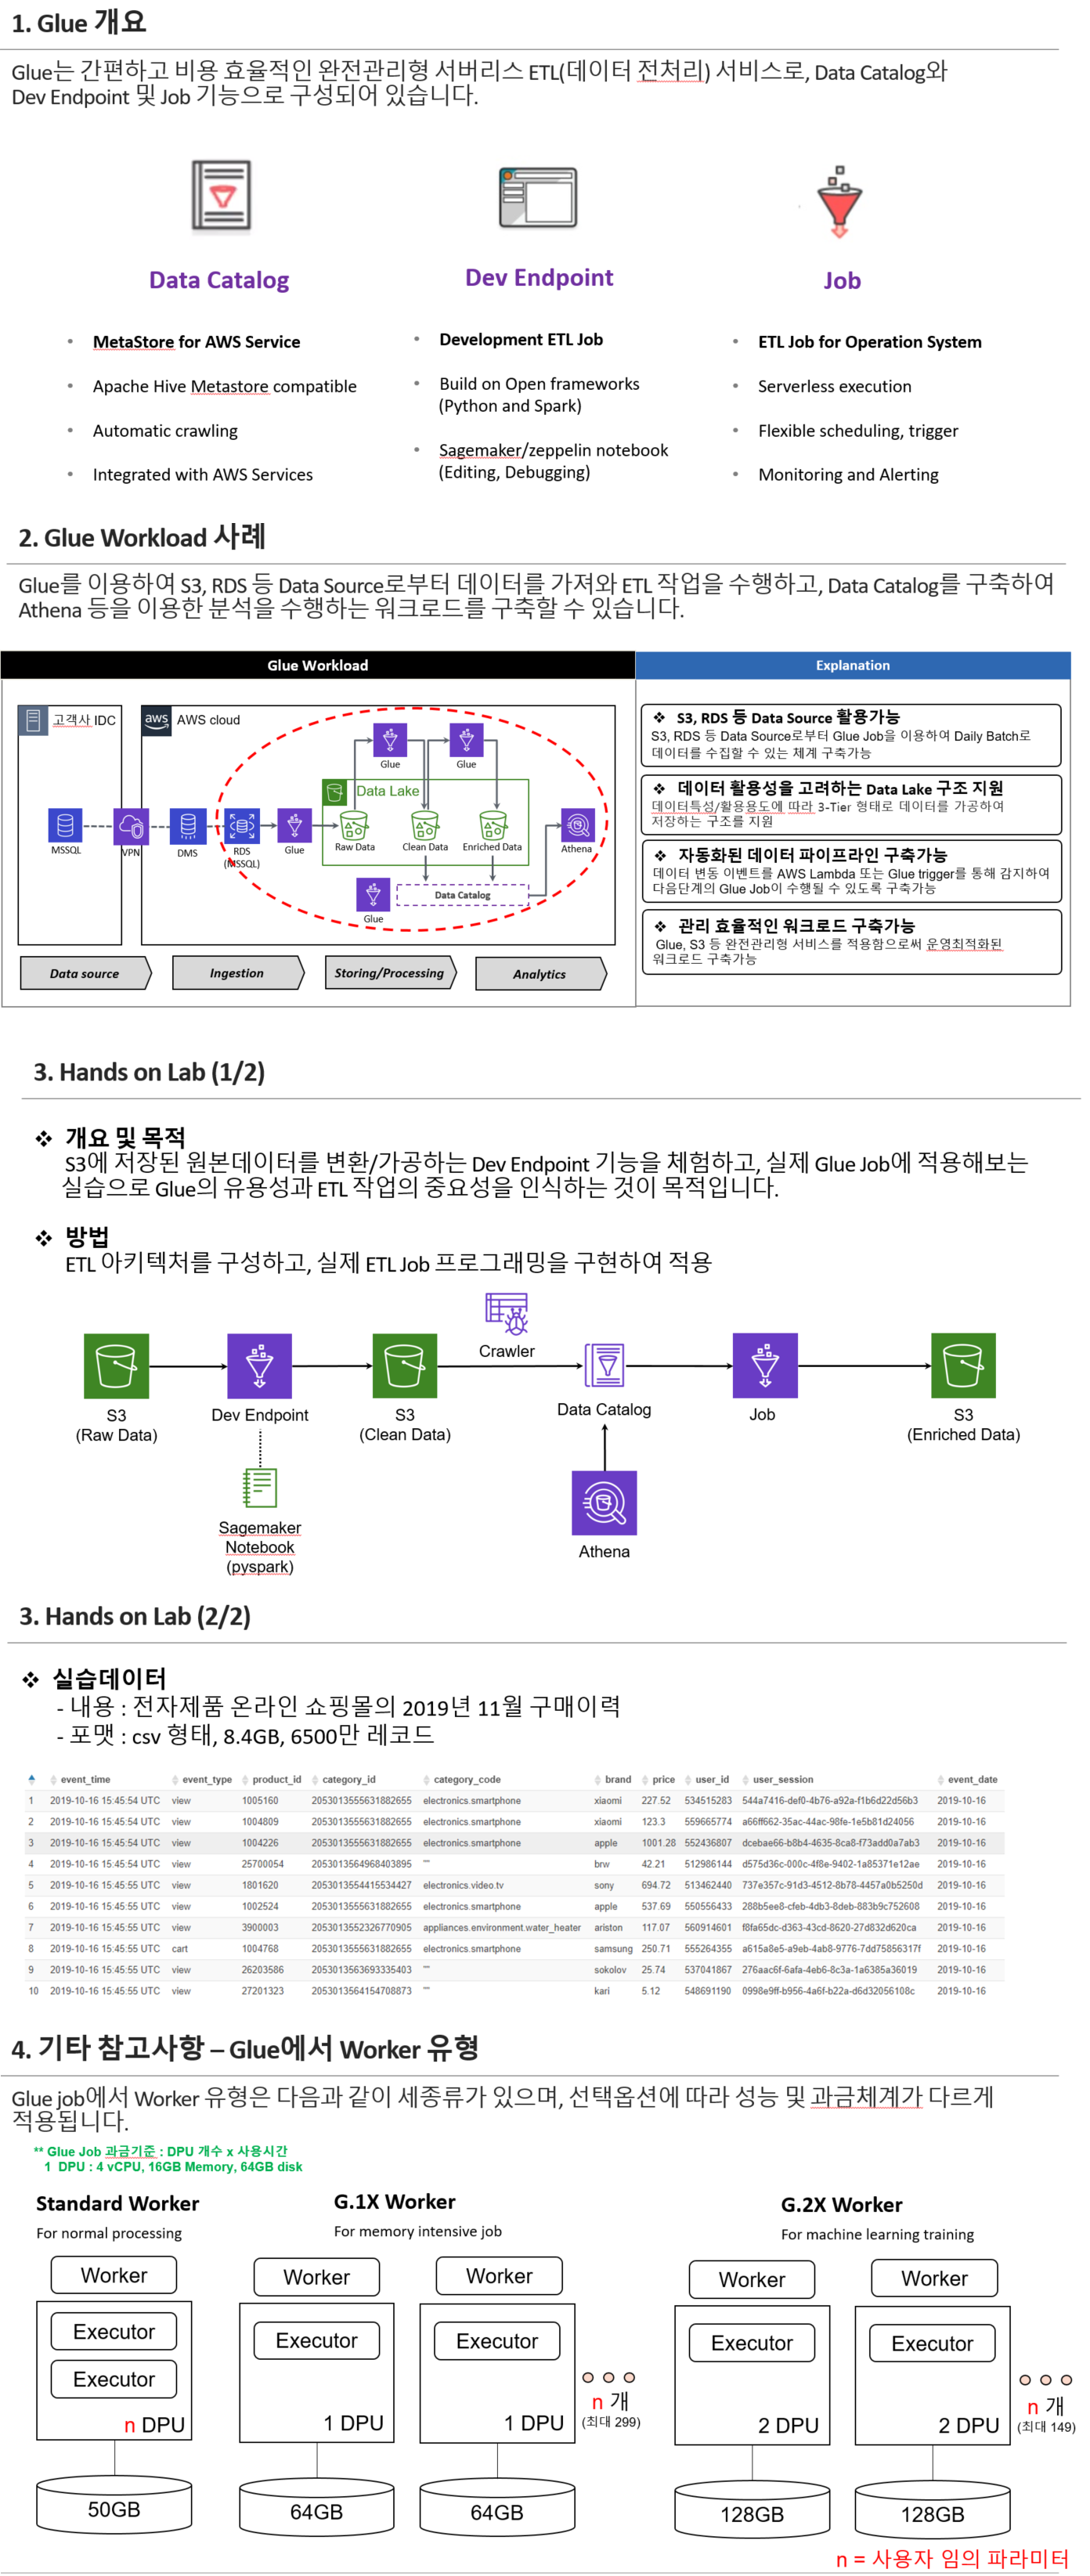 1. Glue 개요
Glue는 간편하고 비용 효율적인 완전관리형 서버리스 ETL(데이터 전처리) 서비스로, Data Catalog와
Dev Endpoint 및 Job 기능으로 구성되어 있습니다.
Data Catalog
Dev Endpoint
Job
• MetaStore for AWS Service
• Apache Hive Metastore compatible
• Automatic crawling
• Integrated with AWS Services
• Development ETL Job
• Build on Open frameworks
(Python and Spark)
• Sagemaker/zeppelin notebook
(Editing, Debugging)
• ETL Job for Operation System
• Serverless execution
• Flexible scheduling, trigger
• Monitoring and Alerting
2. Glue Workload 사례
Glue를 이용하여 S3, RDS 등 Data Source로부터 데이터를 가져와 ETL 작업을 수행하고, Data Catalog를 구축하여
Athena 등을 이용한 분석을 수행하는 워크로드를 구축할 수 있습니다.
Glue Workload
고객사 IDC
aws AWS cloud
Glue
Glue
Data Lake
MSSQL
VPN
DMS
RDS
(MSSQL)
Glue
Raw Data
Clean Data
Enriched Data
Athena
Glue
Data Catalog
Data source
Ingestion
Storing/Processing
Analytics
Explanation
❖ S3, RDS 등 Data Source 활용가능
S3, RDS 등 Data Source로부터 Glue Job을 이용하여 Daily Batch로
데이터를 수집할 수 있는 체계 구축가능
❖ 데이터 활용성을 고려하는 Data Lake 구조 지원
데이터특성/활용용도에 따라 3-Tier 형태로 데이터를 가공하여
저장하는 구조를 지원
❖ 자동화된 데이터 파이프라인 구축가능
데이터 변동 이벤트를 AWS Lambda 또는 Glue trigger를 통해 감지하여
다음단계의 Glue Job이 수행될 수 있도록 구축가능
❖ 관리 효율적인 워크로드 구축가능
Glue, S3 등 완전관리형 서비스를 적용함으로써 운영최적화된
워크로드 구축가능
3. Hands on Lab (1/2)
❖ 개요 및 목적
S3에 저장된 원본데이터를 변환/가공하는 Dev Endpoint 기능을 체험하고, 실제 Glue Job에 적용해보는
실습으로 Glue의 유용성과 ETL 작업의 중요성을 인식하는 것이 목적입니다.
❖ 방법
ETL 아키텍처를 구성하고, 실제 ETL Job 프로그래밍을 구현하여 적용
Crawler
S3
(Raw Data)
Dev Endpoint
S3
(Clean Data)
Data Catalog
Job
S3
(Enriched Data)
Sagemaker
Notebook
(pyspark)
Athena
3. Hands on Lab (2/2)
❖ 실습데이터
- 내용 : 전자제품 온라인 쇼핑몰의 2019년 11월 구매이력
- 포맷 : csv 형태, 8.4GB, 6500만 레코드
event_time event_type product_id category_id category_code brand price user_id user_session event_date
1 2019-10-16 15:45:54 UTC view 1005160 2053013555631882655 electronics.smartphone xiaomi 227.52 534515283 544a7416-def0-4b76-a92a-f1b6d22d56b3 2019-10-16
2 2019-10-16 15:45:54 UTC view 1004809 2053013555631882655 electronics.smartphone xiaomi 123.3 559665774 a66ff662-35ac-44ac-98fe-1e5b81d24056 2019-10-16
3 2019-10-16 15:45:54 UTC view 1004226 2053013555631882655 electronics.smartphone apple 1001.28 552436807 dcebae66-b8b4-4635-8ca8-f73add0a7ab3 2019-10-16
4 2019-10-16 15:45:54 UTC view 25700054 2053013564968403895 "" brw 42.21 512986144 d575d36c-000c-4f8e-9402-1a85371e12ae 2019-10-16
5 2019-10-16 15:45:55 UTC view 1801620 2053013554415534427 electronics.video.tv sony 694.72 513462440 737e357c-91d3-4512-8b78-4457a0b5250d 2019-10-16
6 2019-10-16 15:45:55 UTC view 1002524 2053013555631882655 electronics.smartphone apple 537.69 550556433 288b5ee8-cfeb-4db3-8deb-883b9c752608 2019-10-16
7 2019-10-16 15:45:55 UTC view 3900003 2053013552326770905 appliances.environment.water_heater ariston 117.07 560914601 f8fa65dc-d363-43cd-8620-27d832d620ca 2019-10-16
8 2019-10-16 15:45:55 UTC cart 1004768 2053013555631882655 electronics.smartphone samsung 250.71 555264355 a615a8e5-a9eb-4ab8-9776-7dd75856317f 2019-10-16
9 2019-10-16 15:45:55 UTC view 26203586 2053013563693335403 "" sokolov 25.74 537041867 276aac6f-6afa-4eb6-8c3a-1a6385a36019 2019-10-16
10 2019-10-16 15:45:55 UTC view 27201323 2053013564154708873 "" kari 5.12 548691190 0998e9ff-b956-4a6f-b22a-d6d32056108c 2019-10-16
4. 기타 참고사항 – Glue에서 Worker 유형
Glue job에서 Worker 유형은 다음과 같이 세종류가 있으며, 선택옵션에 따라 성능 및 과금체계가 다르게
적용됩니다.
** Glue Job 과금기준 : DPU 개수 x 사용시간
1 DPU : 4 vCPU, 16GB Memory, 64GB disk
Standard Worker
For normal processing
Worker
Executor
Executor
n DPU
50GB
G.1X Worker
For memory intensive job
Worker
Executor
1 DPU
64GB
Worker
Executor
1 DPU
64GB
n 개
(최대 299)
G.2X Worker
For machine learning training
Worker
Executor
2 DPU
128GB
Worker
Executor
2 DPU
128GB
n 개
(최대 149)
n = 사용자 임의 파라미터